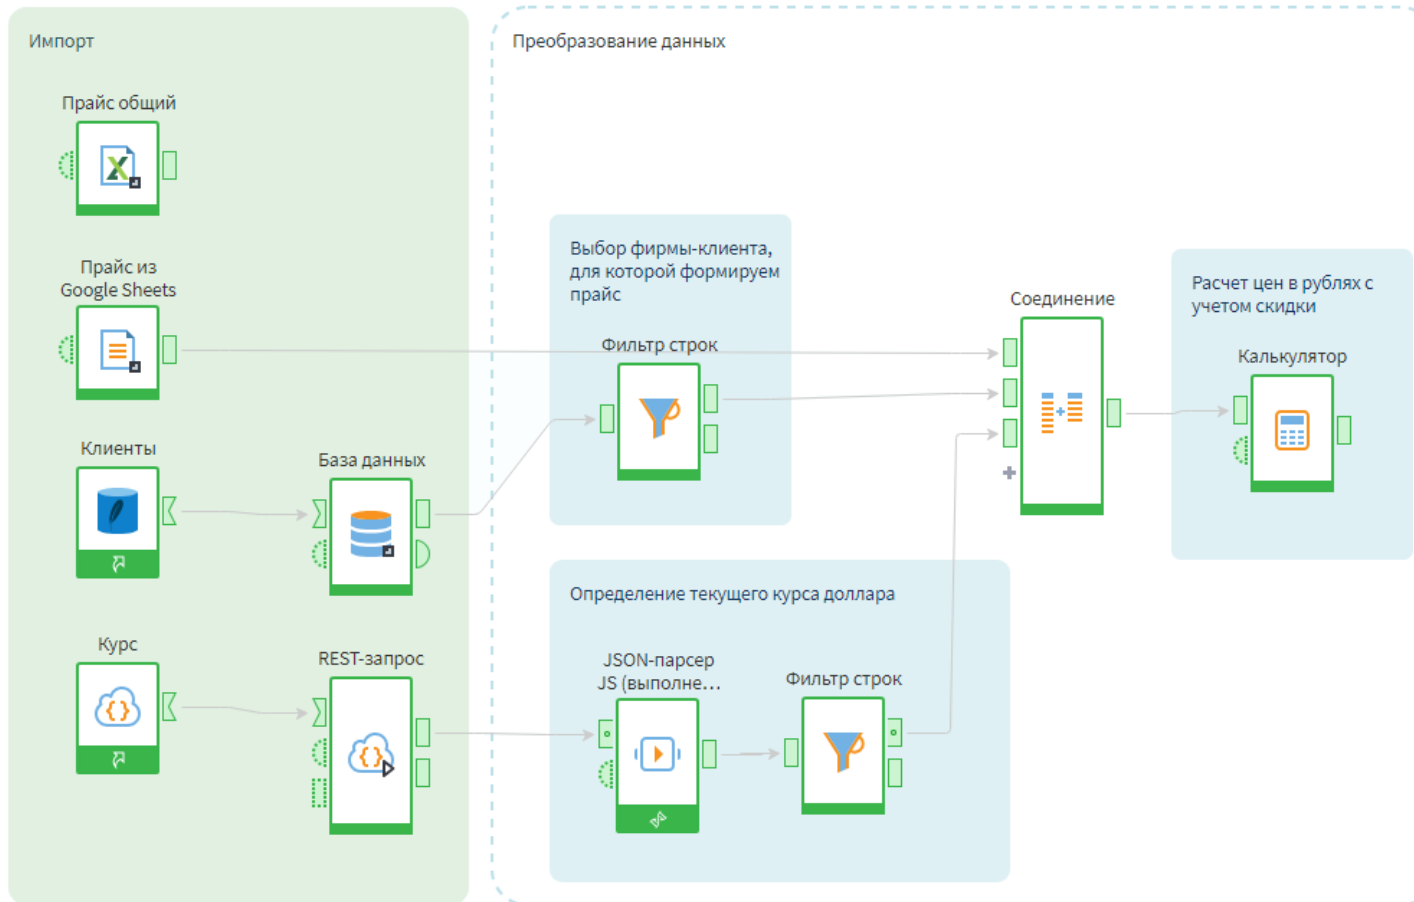 Импорт
Прайс общий
Прайс из
Google Sheets
Клиенты
База данных
Курс
REST-запрос
Преобразование данных
Выбор фирмы-клиента,
для которой формируем
прайс
Фильтр строк
Соединение
Расчет цен в рублях с
учетом скидки
Калькулятор
Определение текущего курса доллара
JSON-парсер
JS (выполне...
Фильтр строк